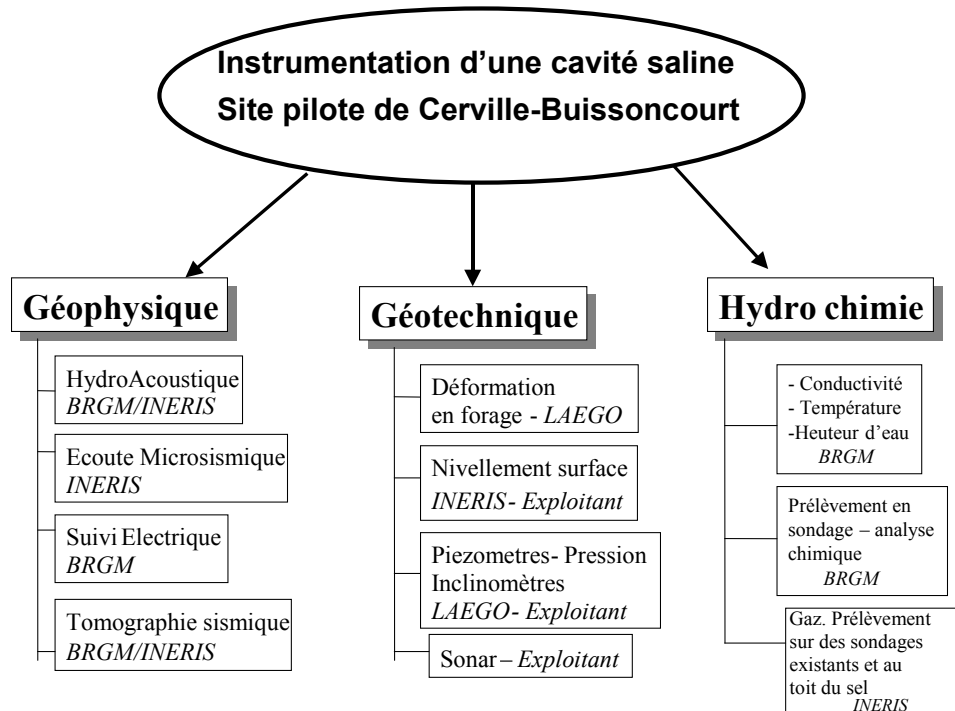 Instrumentation d'une cavité saline
Site pilote de Cerville-Buissoncourt
Géophysique
HydroAcoustique
BRGM/INERIS
Ecoute Microsismique
INERIS
Suivi Electrique
BRGM
Tomographie sismique
BRGM/INERIS
Géotechnique
Déformation
en forage - LAEGO
Nivellement surface
INERIS- Exploitant
Piezometres- Pression
Inclinomètres
LAEGO- Exploitant
Sonar – Exploitant
Hydro chimie
- Conductivité
- Température
-Heuteur d'eau
BRGM
Prélèvement en
sondage – analyse
chimique
BRGM
Gaz. Prélèvement
sur des sondages
existants et au
toit du sel
INERIS